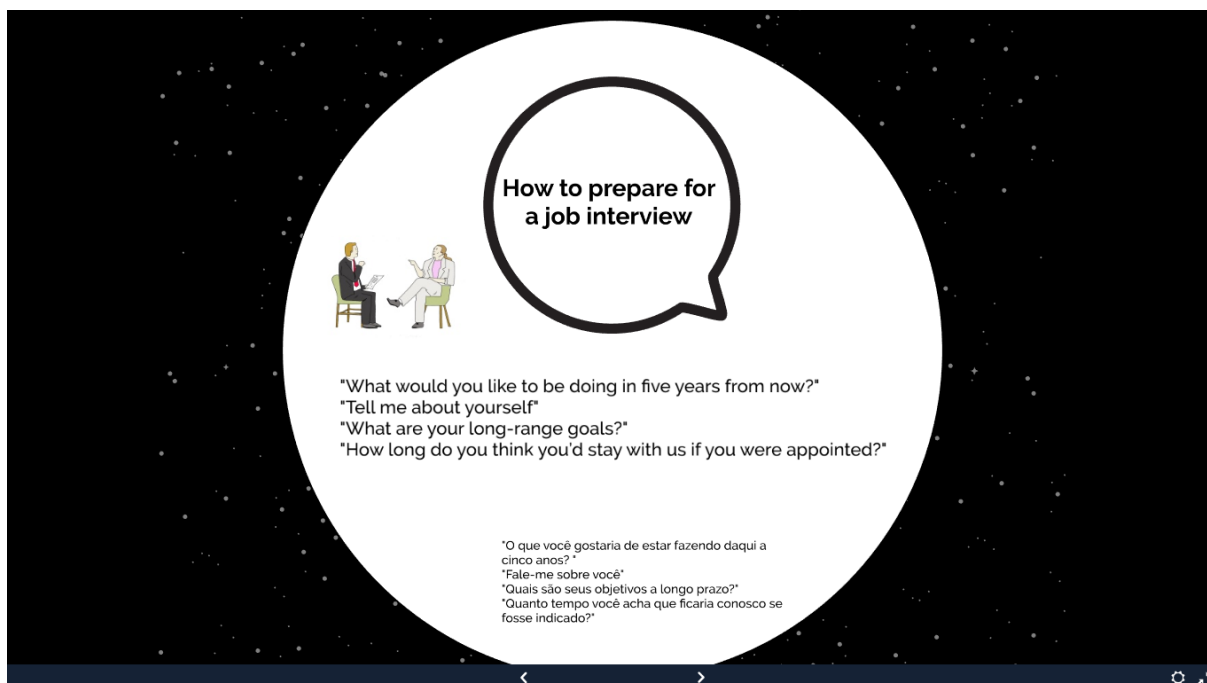 How to prepare for
a job interview
"What would you like to be doing in five years from now?"
"Tell me about yourself"
"What are your long-range goals?"
"How long do you think you'd stay with us if you were appointed?"
"O que você gostaria de estar fazendo daqui a
cinco anos? "
"Fale-me sobre você"
"Quais são seus objetivos a longo prazo?"
"Quanto tempo você acha que ficaria conosco se
fosse indicado?"